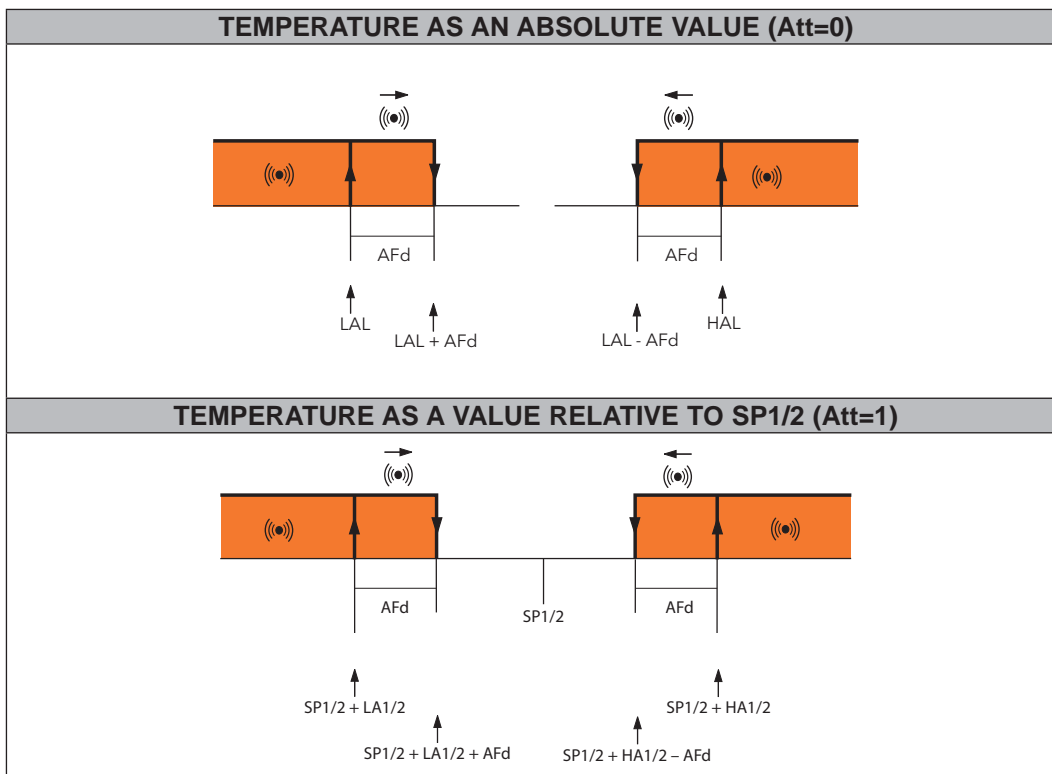 TEMPERATURE AS AN ABSOLUTE VALUE (Att=0)
AFd
AFd
LAL
HAL
LAL + AFd
LAL - AFd
TEMPERATURE AS A VALUE RELATIVE TO SP1/2 (Att=1)
AFd
SP1/2
AFd
SP1/2 + LA1/2
SP1/2 + HA1/2
SP1/2 + LA1/2 + AFd
SP1/2 + HA1/2 – AFd